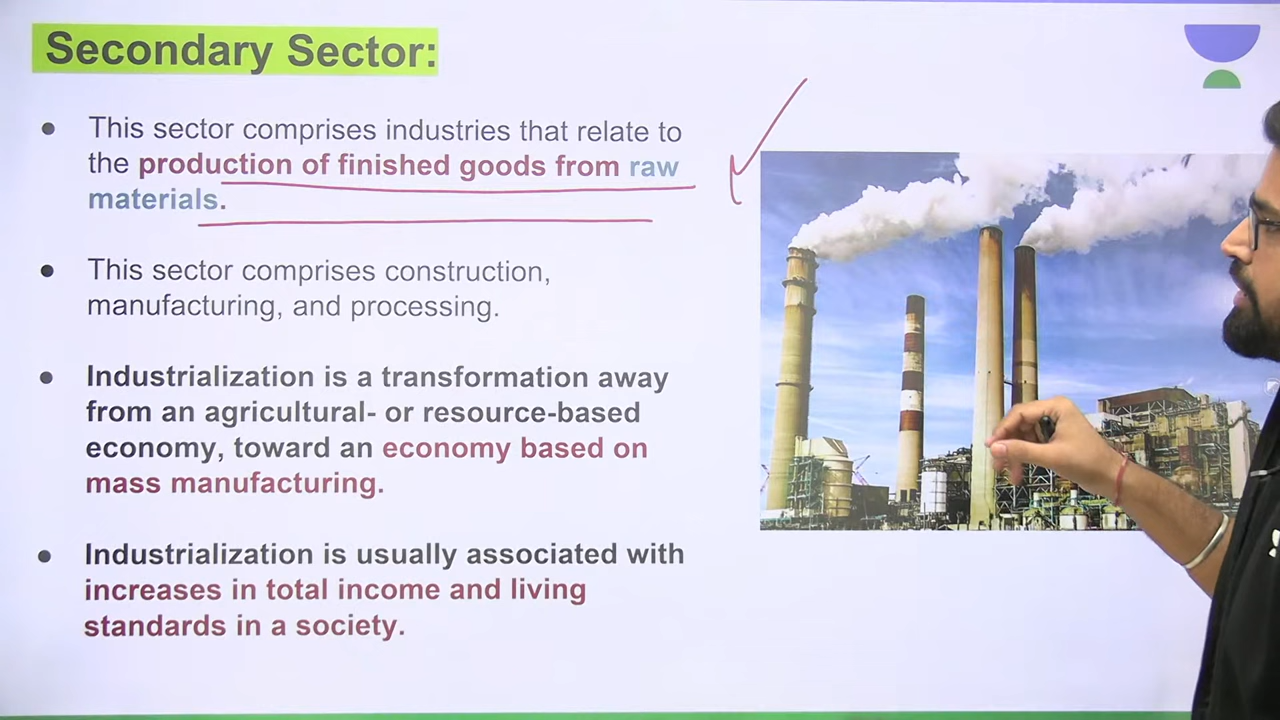 Secondary Sector:
● This sector comprises industries that relate to
the production of finished goods from raw
materials.
● This sector comprises construction,
manufacturing, and processing.
● Industrialization is a transformation away
from an agricultural- or resource-based
economy, toward an economy based on
mass manufacturing.
● Industrialization is usually associated with
increases in total income and living
standards in a society.